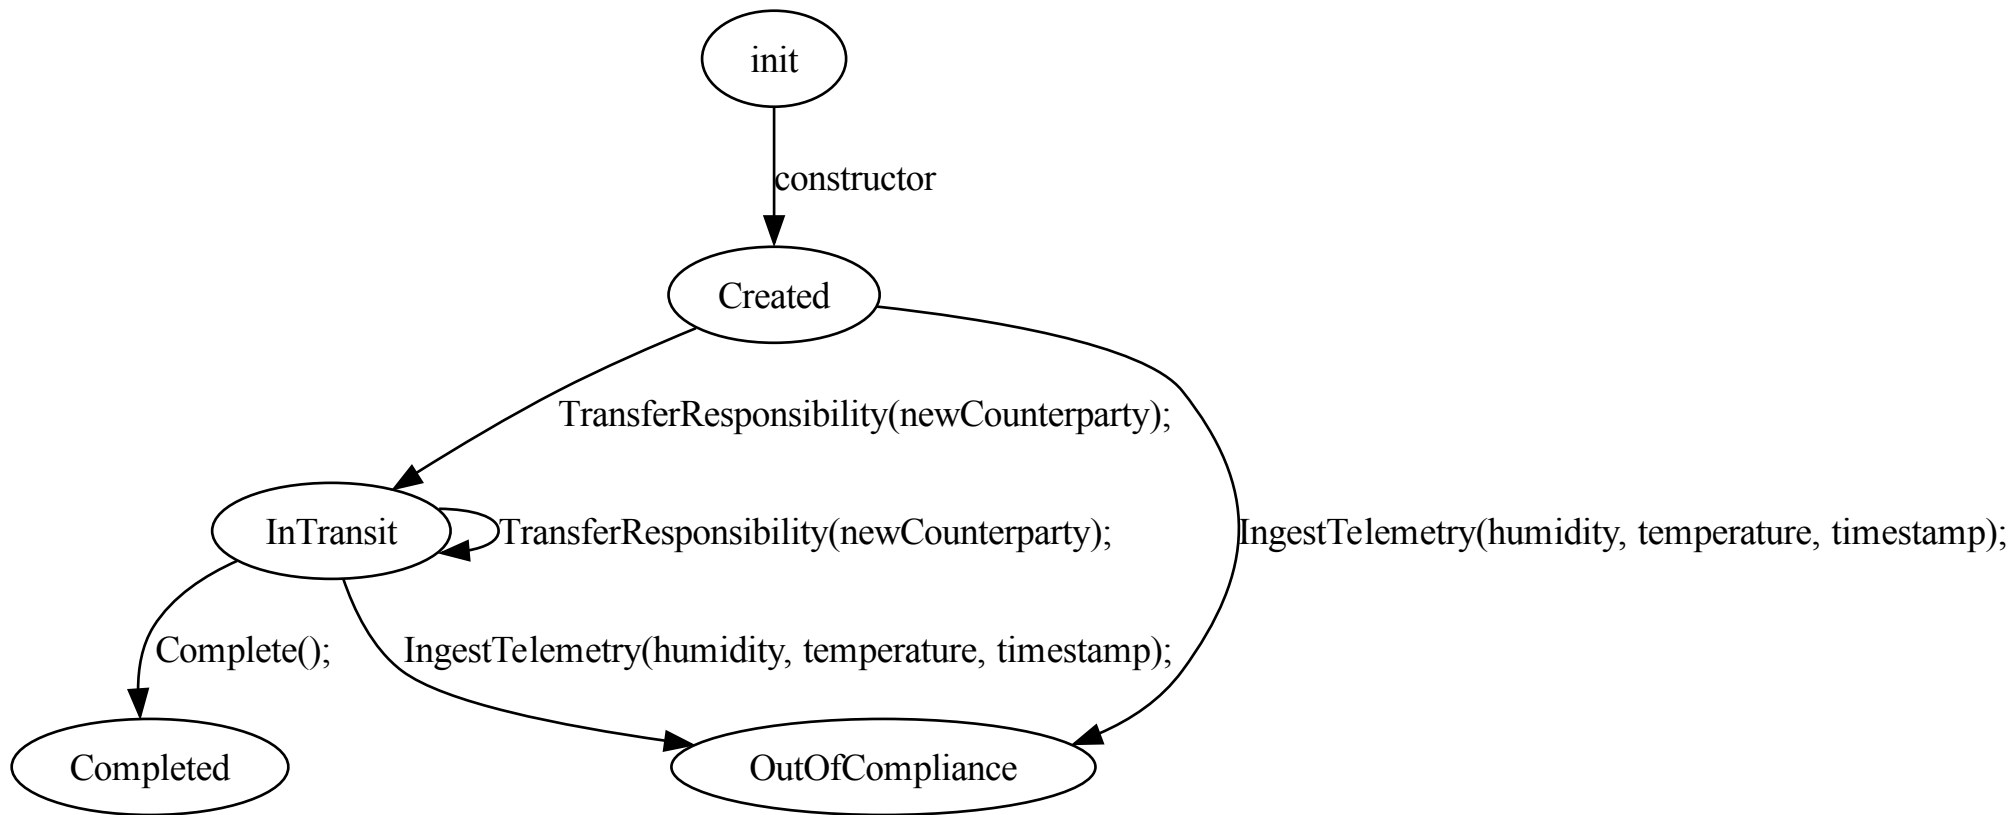 init
constructor
Created
TransferResponsibility(newCounterparty);
InTransit
TransferResponsibility(newCounterparty);
IngestTelemetry(humidity, temperature, timestamp);
Complete();
IngestTelemetry(humidity, temperature, timestamp);
Completed
OutOfCompliance